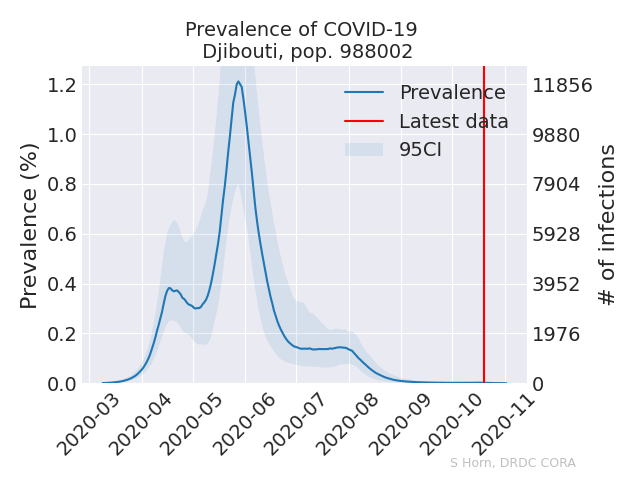 Prevalence of COVID-19
Djibouti, pop. 988002
Prevalence
Latest data
95CI
Prevalence (%)
1.2
1.0
0.8
0.6
0.4
0.2
0.0
11856
9880
7904
5928
3952
1976
0
# of infections
2020-03
2020-04
2020-05
2020-06
2020-07
2020-08
2020-09
2020-10
2020-11
S Horn, DRDC CORA